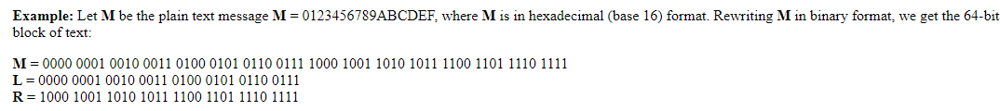 Example: Let M be the plain text message M = 0123456789ABCDEF, where M is in hexadecimal (base 16) format. Rewriting M in binary format, we get the 64-bit
block of text:
M = 0000 0001 0010 0011 0100 0101 0110 0111 1000 1001 1010 1011 1100 1101 1110 1111
L = 0000 0001 0010 0011 0100 0101 0110 0111
R = 1000 1001 1010 1011 1100 1101 1110 1111